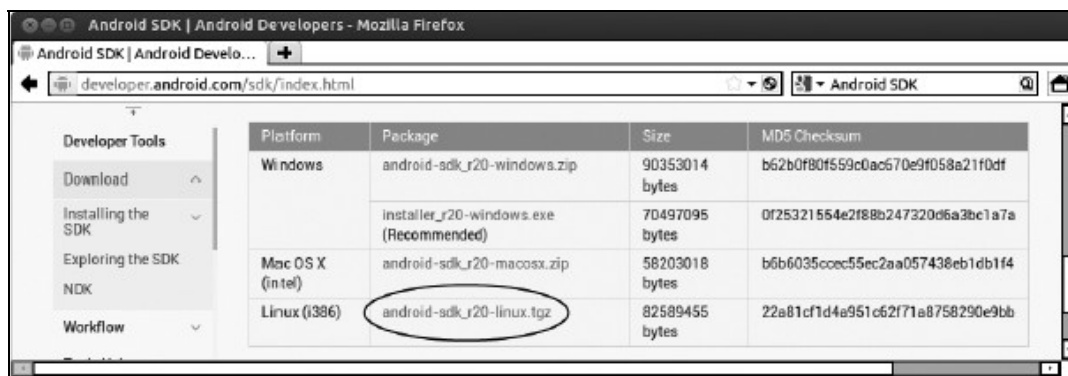 Android SDK | Android Developers - Mozilla Firefox
Android SDK | Android Develo...
developer.android.com/sdk/index.html
Android SDK
Developer Tools
Download
Installing the
SDK
Exploring the SDK
NDK
Workflow
Platform Package Size MD5 Checksum
Windows android-sdk_r20-windows.zip 90353014 b62b0f80f559c0ac670e9f058a21f0df
bytes
installer_r20-windows.exe 70497095 0f25321554e2f88b247320d6a3bc1a7a
(Recommended) bytes
Mac OS X android-sdk_r20-macosx.zip 58203018 b6b6035ccec55ec2aa057438eb1db1f4
(intel) bytes
Linux (i386) android-sdk_r20-linux.tgz 82589455 22a81cf1d4a951c62f71a8758290e9bb
bytes